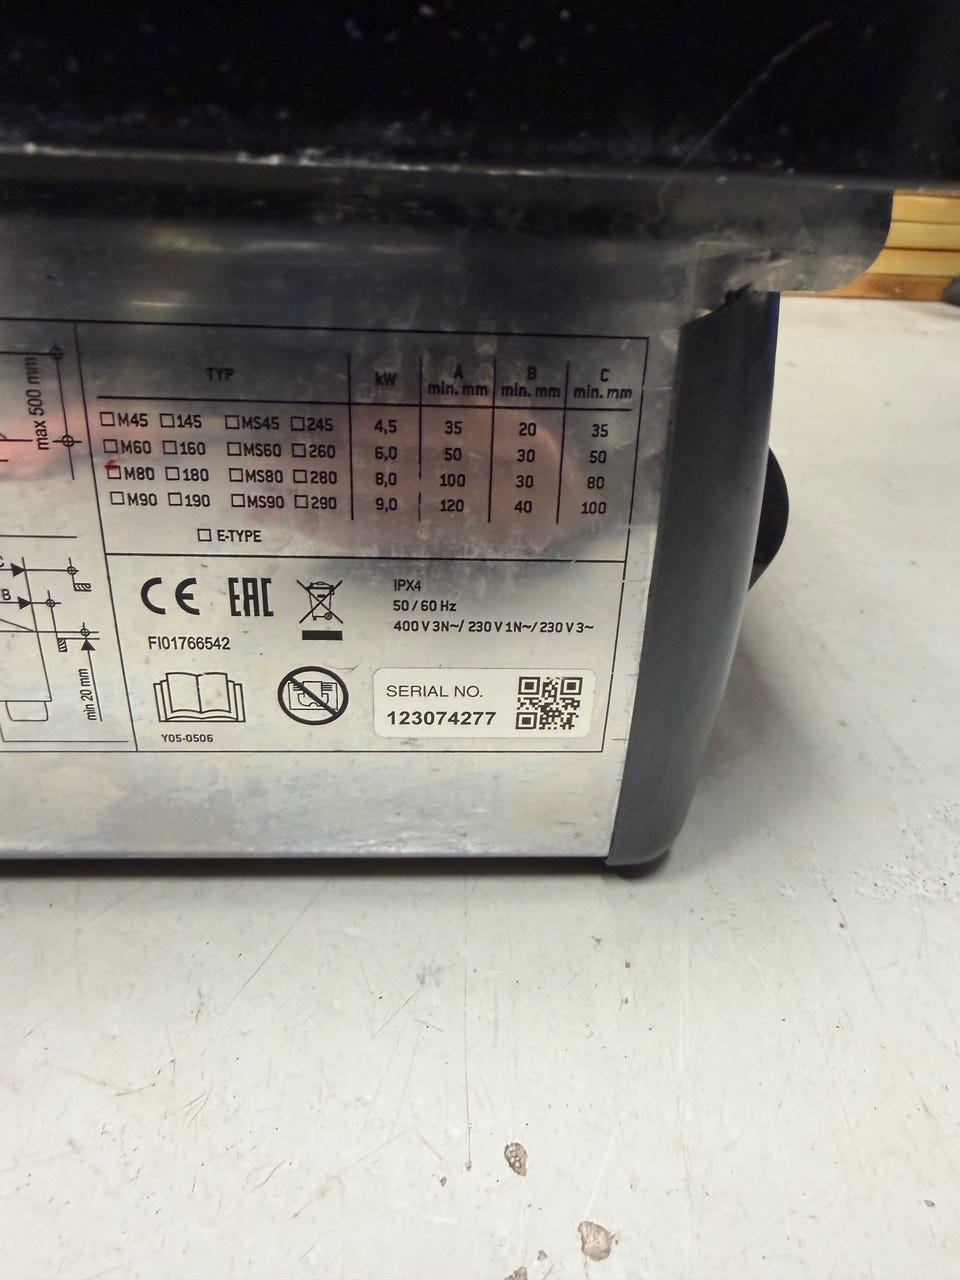 max 500 mm
TYP kW A min. mm B min. mm C min. mm
☐M45 ☐145 ☐MS45 ☐245 4,5 35 20 35
☐M60 ☐160 ☐MS60 ☐260 6,0 50 30 50
☐M80 ☐180 ☐MS80 ☐280 8,0 100 30 80
☐M90 ☐190 ☐MS90 ☐290 9,0 120 40 100
☐ E-TYPE
C
B
min 20 mm
CE EAC
FI01766542
IPX4
50 / 60 Hz
400 V 3N~/ 230 V 1N~/ 230 V 3~
Y05-0506
SERIAL NO.
123074277